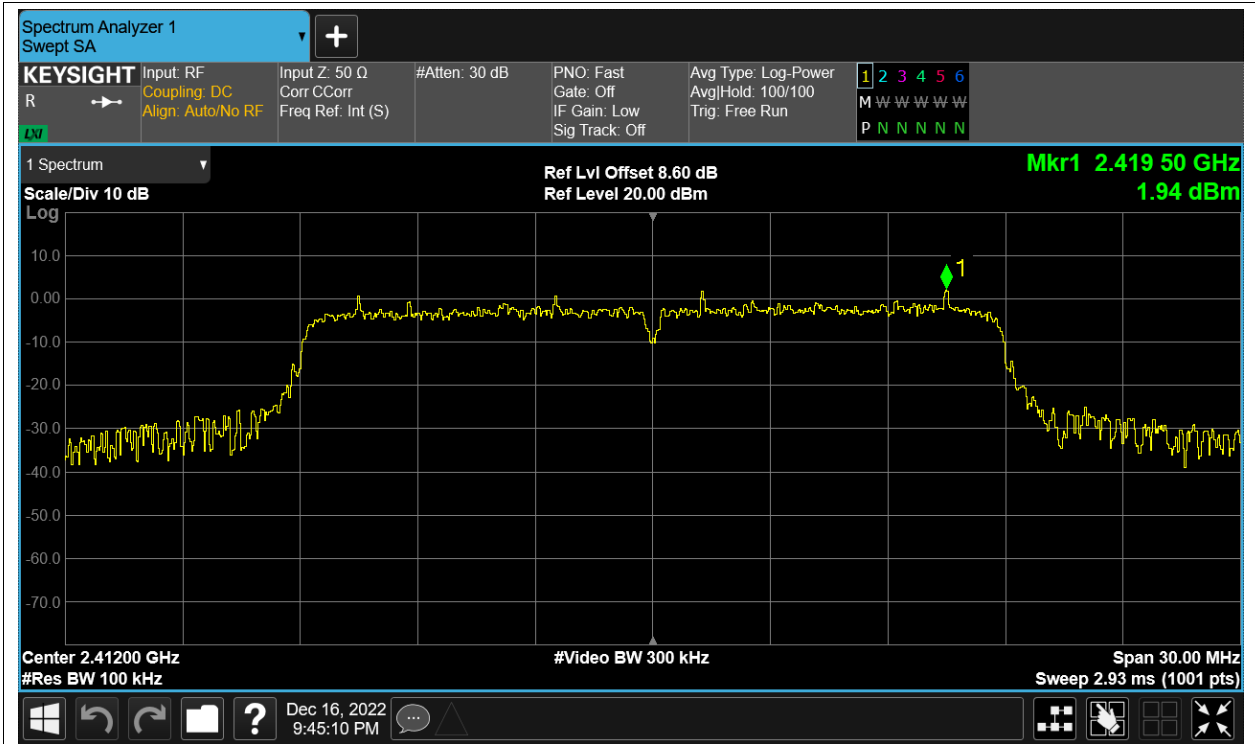 Spectrum Analyzer 1
Swept SA
+
KEYSIGHT
R
LXI
Input: RF
Coupling: DC
Align: Auto/No RF
Input Z: 50 Ω
Corr CCorr
Freq Ref: Int (S)
#Atten: 30 dB
PNO: Fast
Gate: Off
IF Gain: Low
Sig Track: Off
Avg Type: Log-Power
Avg|Hold: 100/100
Trig: Free Run
1 2 3 4 5 6
M W W W W W W
P N N N N N N
1 Spectrum
Scale/Div 10 dB
Log
Ref Lvl Offset 8.60 dB
Ref Level 20.00 dBm
Mkr1 2.419 50 GHz
1.94 dBm
1
10.0
0.00
-10.0
-20.0
-30.0
-40.0
-50.0
-60.0
-70.0
Center 2.41200 GHz
#Res BW 100 kHz
#Video BW 300 kHz
Span 30.00 MHz
Sweep 2.93 ms (1001 pts)
?
Dec 16, 2022
9:45:10 PM